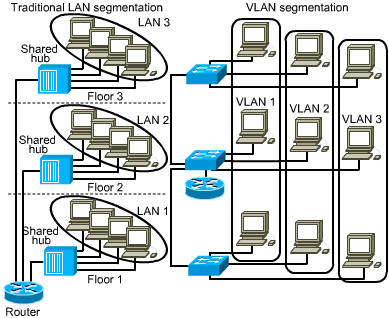 Traditional LAN segmentation
VLAN segmentation
LAN 3
Shared
hub
Floor 3
LAN 2
Shared
hub
Floor 2
LAN 1
Shared
hub
Floor 1
Router
VLAN 1
VLAN 2
VLAN 3